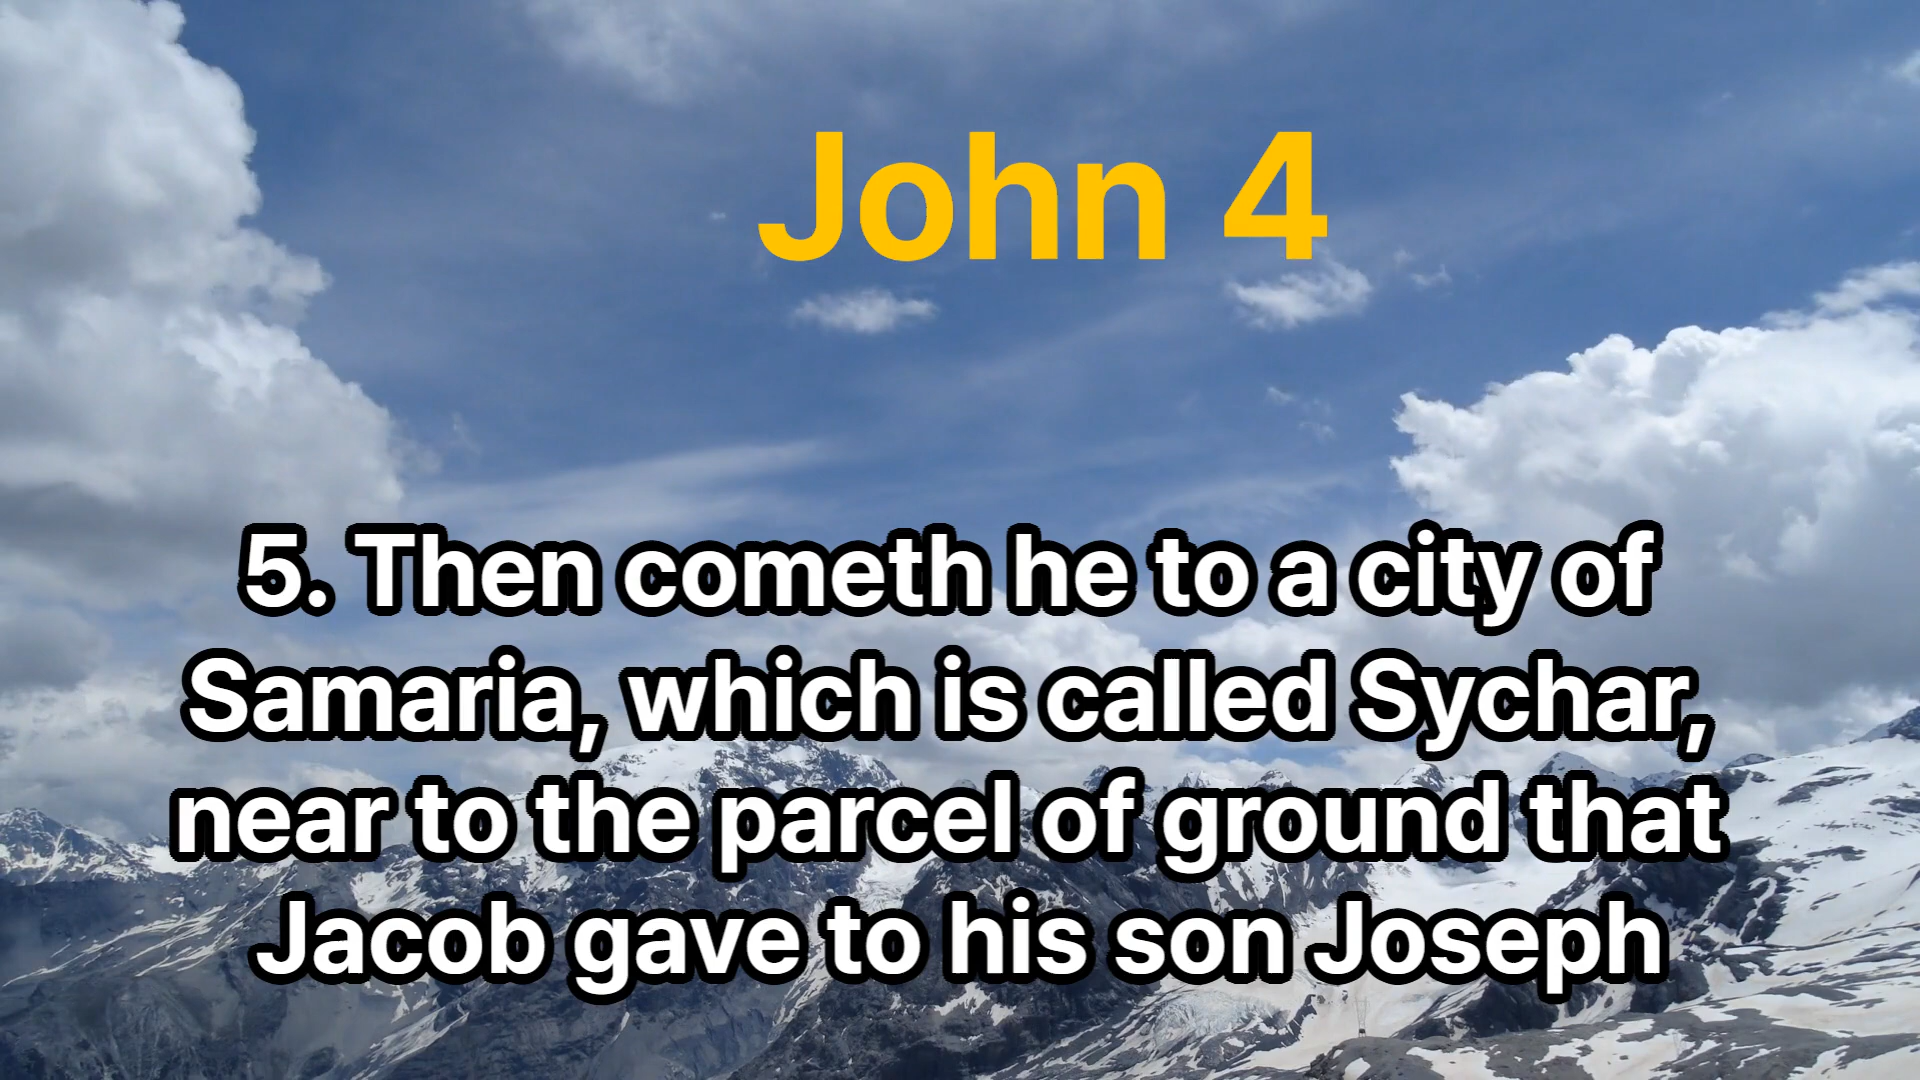 John 4
5. Then cometh he to a city of
Samaria, which is called Sychar,
near to the parcel of ground that
Jacob gave to his son Joseph